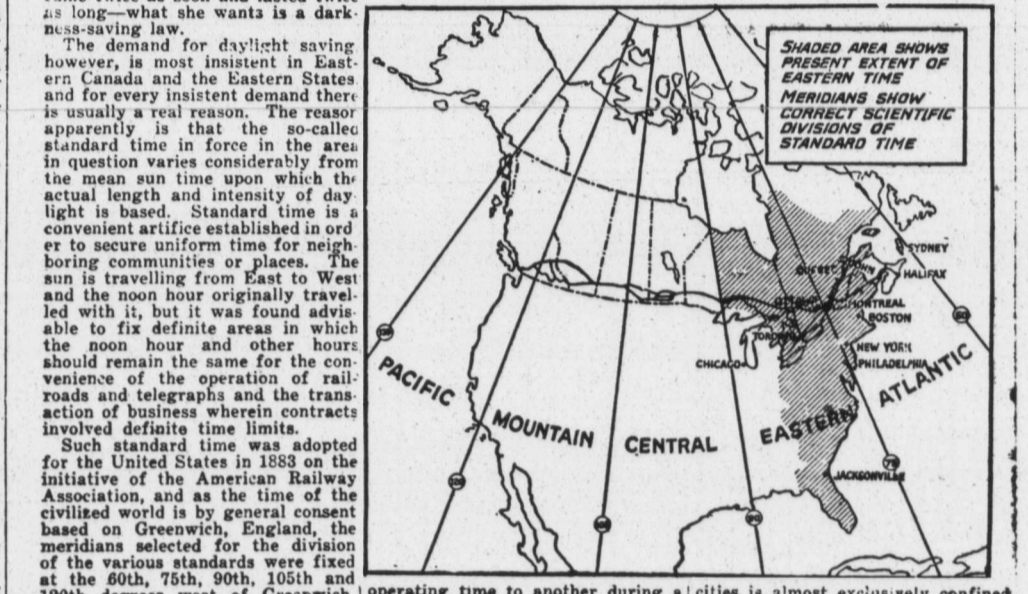 as long—what she wants is a dark-
ness-saving law.
The demand for daylight saving
however, is most insistent in East-
ern Canada and the Eastern States
and for every insistent demand there
is usually a real reason. The reason
apparently is that the so-called
standard time in force in the area
in question varies considerably from
the mean sun time upon which the
actual length and intensity of day
light is based. Standard time is a
convenient artifice established in ord
er to secure uniform time for neigh-
boring communities or places. The
sun is travelling from East to West
and the noon hour originally travel-
led with it, but it was found advis-
able to fix definite areas in which
the noon hour and other hours
should remain the same for the con-
venience of the operation of rail-
roads and telegraphs and the trans-
action of business wherein contracts
involved definite time limits.
Such standard time was adopted
for the United States in 1883 on the
initiative of the American Railway
Association, and as the time of the
civilized world is by general consent
based on Greenwich, England, the
meridians selected for the division
of the various standards were fixed
at the 60th, 75th, 90th, 105th and
SHADED AREA SHOWS
PRESENT EXTENT OF
EASTERN TIME
MERIDIANS SHOW
CORRECT SCIENTIFIC
DIVISIONS OF
STANDARD TIME
SYDNEY
HALIFAX
QUEBEC
MONTREAL
BOSTON
TORONTO
NEW YORK
CHICAGO
PHILADELPHIA
PACIFIC
MOUNTAIN
CENTRAL
EASTERN
ATLANTIC
JACKSONVILLE
75
operating time to another during a
cities is almost exclusively confined